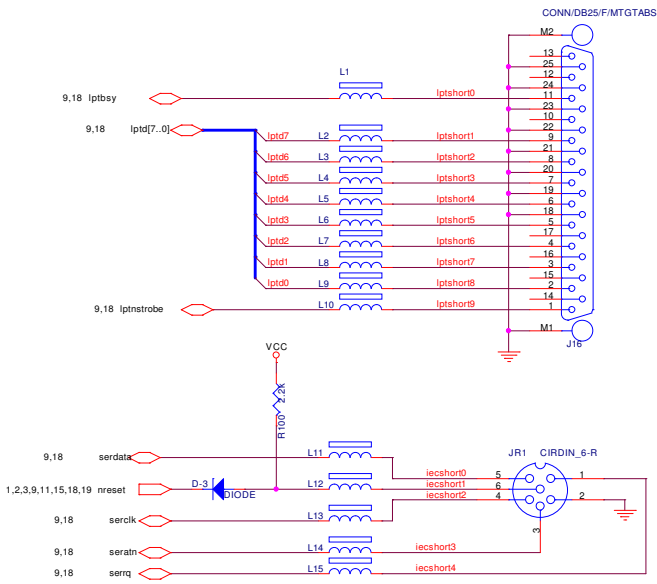 CONN/DB25/F/MTGTABS
M2
13
25
12
24
L1
9,18 lptbsy
lptshort0
11
23
10
22
9,18 lptd[7..0]
lptd7 L2 lptshort1 9
21
lptd6 L3 lptshort2 8
20
lptd5 L4 lptshort3 7
19
lptd4 L5 lptshort4 6
18
lptd3 L6 lptshort5 5
17
lptd2 L7 lptshort6 4
16
lptd1 L8 lptshort7 3
15
lptd0 L9 lptshort8 2
14
9,18 lptnstrobe L10 lptshort9 1
M1
J16
VCC
2.2k
R100
9,18 serdata L11
JR1 CIRDIN_6-R
iecshort0 5 1
1,2,3,9,11,15,18,19 nreset D-3 DIODE L12 iecshort1 6
iecshort2 4 2
9,18 serclk L13
3
9,18 seratn L14 iecshort3
9,18 serrq L15 iecshort4